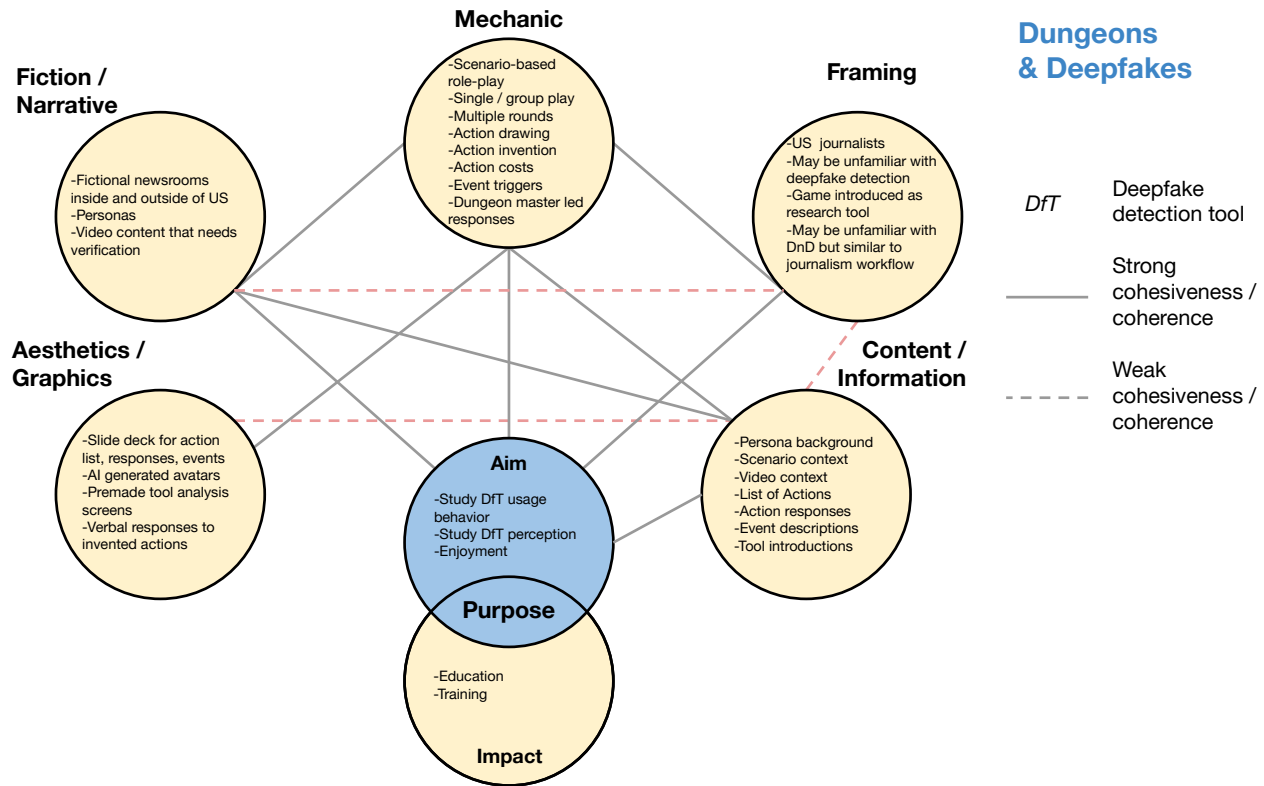 Mechanic
Dungeons
& Deepfakes
Fiction /
Narrative
Framing
-Scenario-based
role-play
-Single / group play
-Multiple rounds
-Action drawing
-Action invention
-Action costs
-Event triggers
-Dungeon master led
responses
-Fictional newsrooms
inside and outside of US
-Personas
-Video content that needs
verification
-US  journalists
-May be unfamiliar with
deepfake detection
-Game introduced as
research tool
-May be unfamiliar with
DnD but similar to
journalism workflow
DfT
Deepfake
detection tool
Strong
cohesiveness /
coherence
Weak
cohesiveness /
coherence
Aesthetics /
Graphics
Content /
Information
-Slide deck for action
list, responses, events
-AI generated avatars
-Premade tool analysis
screens
-Verbal responses to
invented actions
Aim
-Study DfT usage
behavior
-Study DfT perception
-Enjoyment
-Persona background
-Scenario context
-Video context
-List of Actions
-Action responses
-Event descriptions
-Tool introductions
Purpose
-Education
-Training
Impact